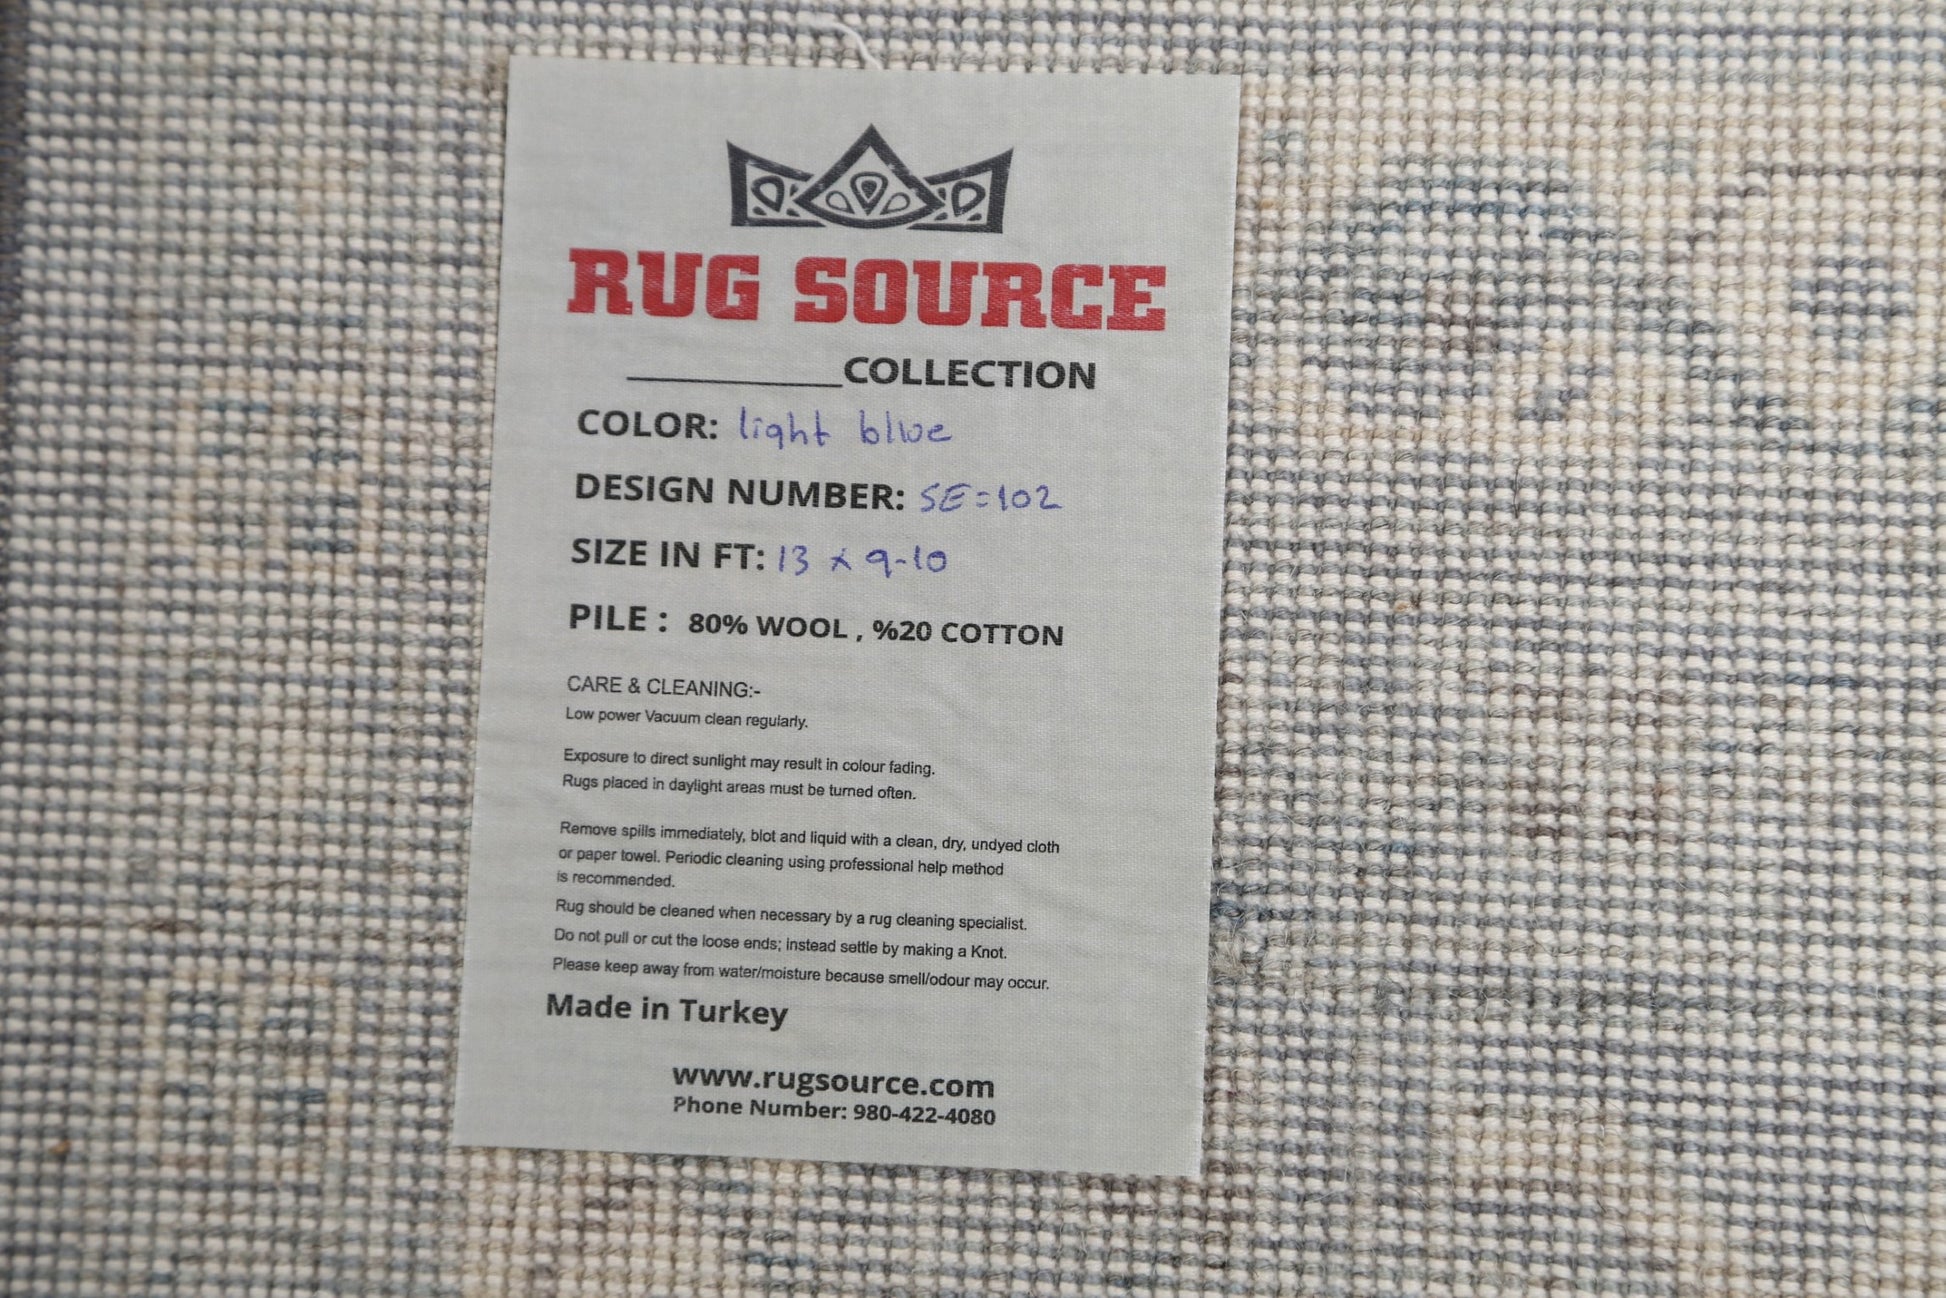 RUG SOURCE
____________COLLECTION
COLOR: light blue
DESIGN NUMBER: SE=102
SIZE IN FT: 13 x 9-10
PILE : 80% WOOL , %20 COTTON
CARE & CLEANING:-
Low power Vacuum clean regularly.
Exposure to direct sunlight may result in colour fading.
Rugs placed in daylight areas must be turned often.
Remove spills immediately, blot and liquid with a clean, dry, undyed cloth
or paper towel. Periodic cleaning using professional help method
is recommended.
Rug should be cleaned when necessary by a rug cleaning specialist.
Do not pull or cut the loose ends; instead settle by making a Knot.
Please keep away from water/moisture because smell/odour may occur.
Made in Turkey
www.rugsource.com
Phone Number: 980-422-4080